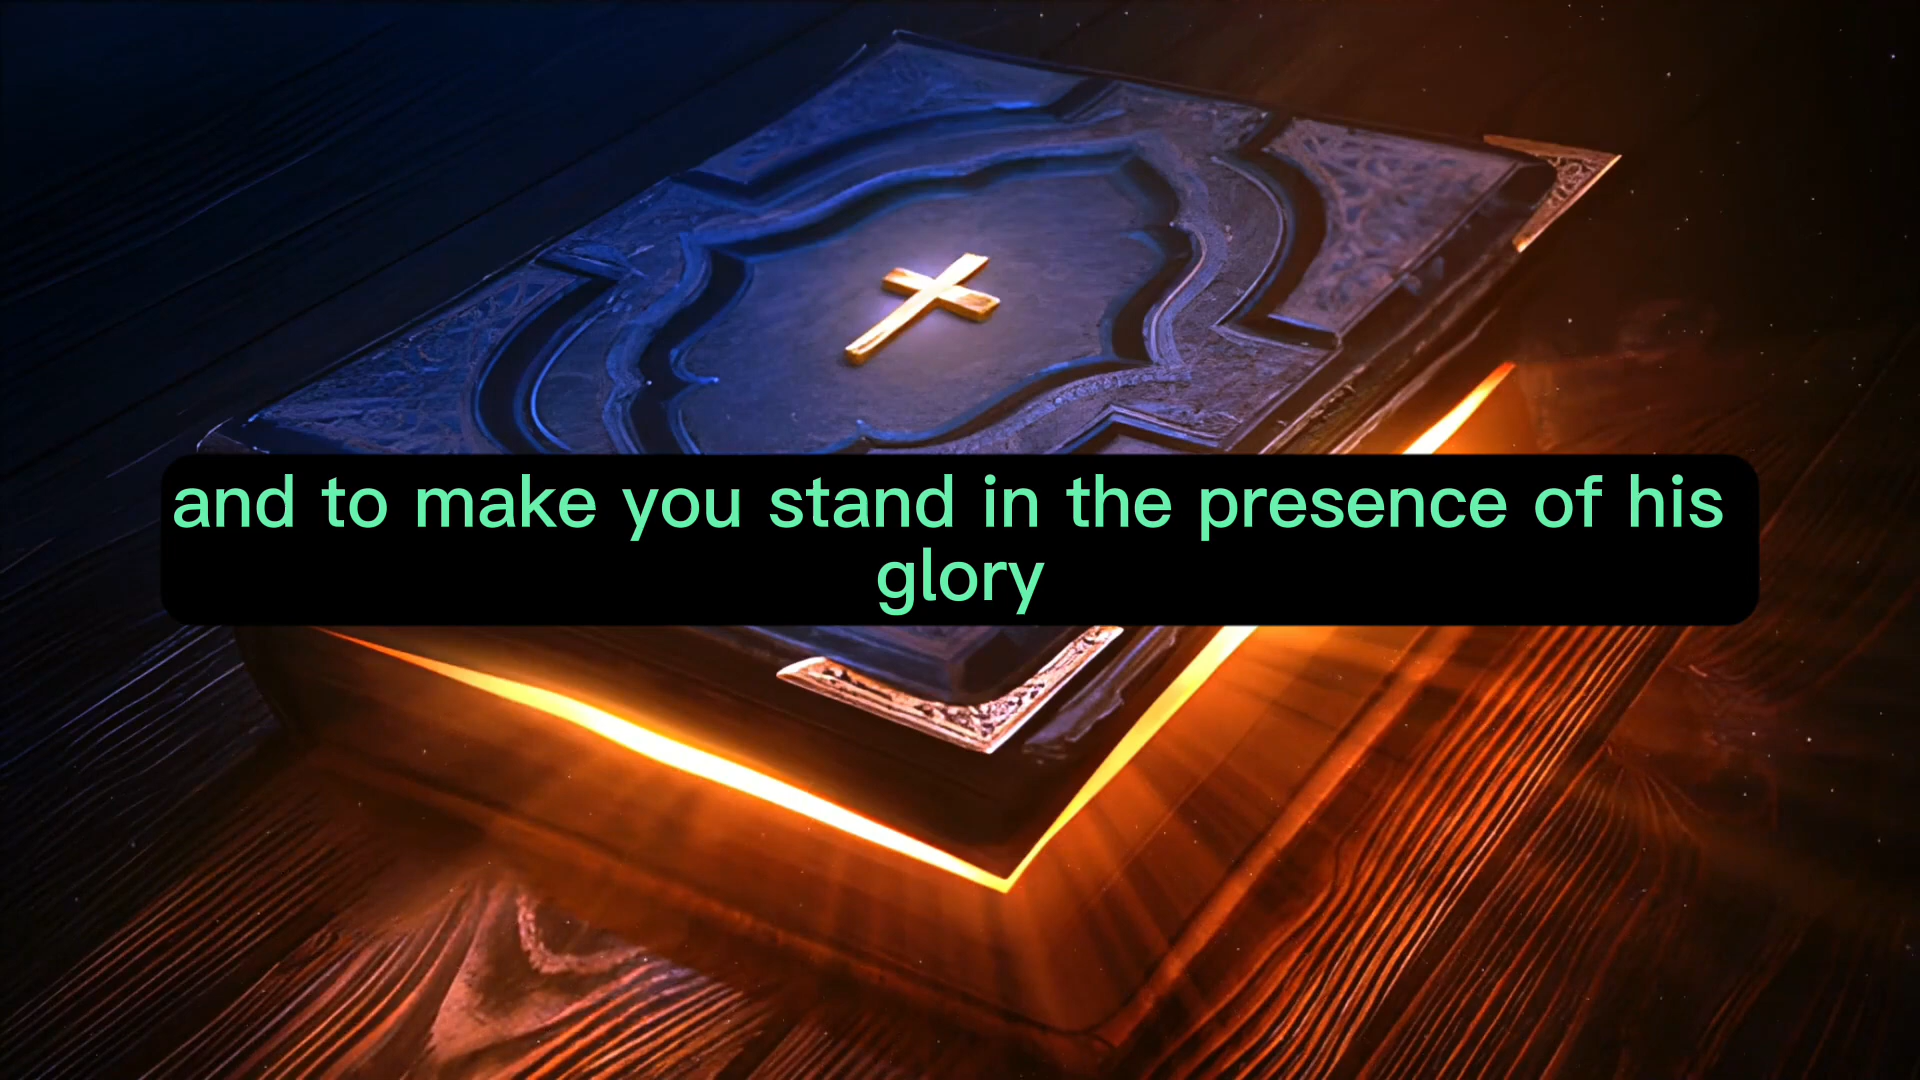 and to make you stand in the presence of his
glory